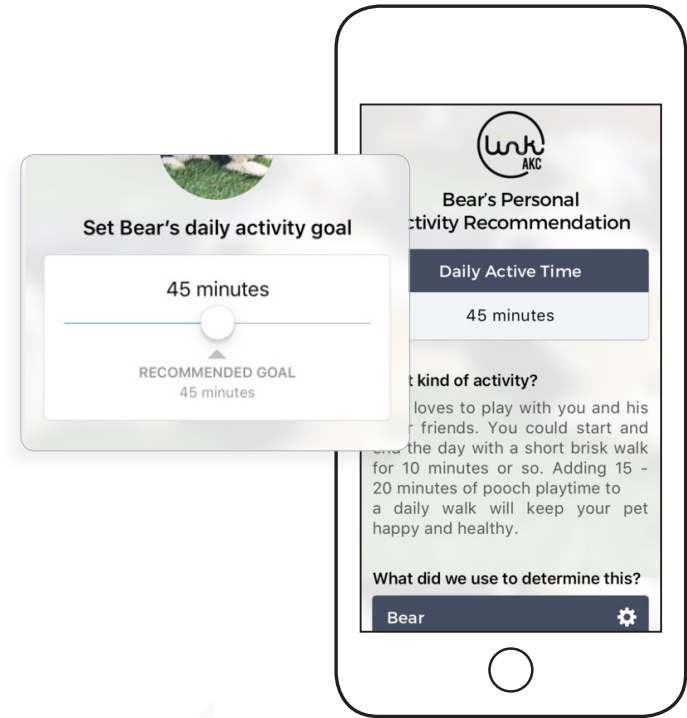 Link
AKC
Bear's Personal
ctivity Recommendation
Set Bear's daily activity goal
45 minutes
RECOMMENDED GOAL
45 minutes
Daily Active Time
45 minutes
t kind of activity?
loves to play with you and his
r friends. You could start and
end the day with a short brisk walk
for 10 minutes or so. Adding 15 -
20 minutes of pooch playtime to
a daily walk will keep your pet
happy and healthy.
What did we use to determine this?
Bear